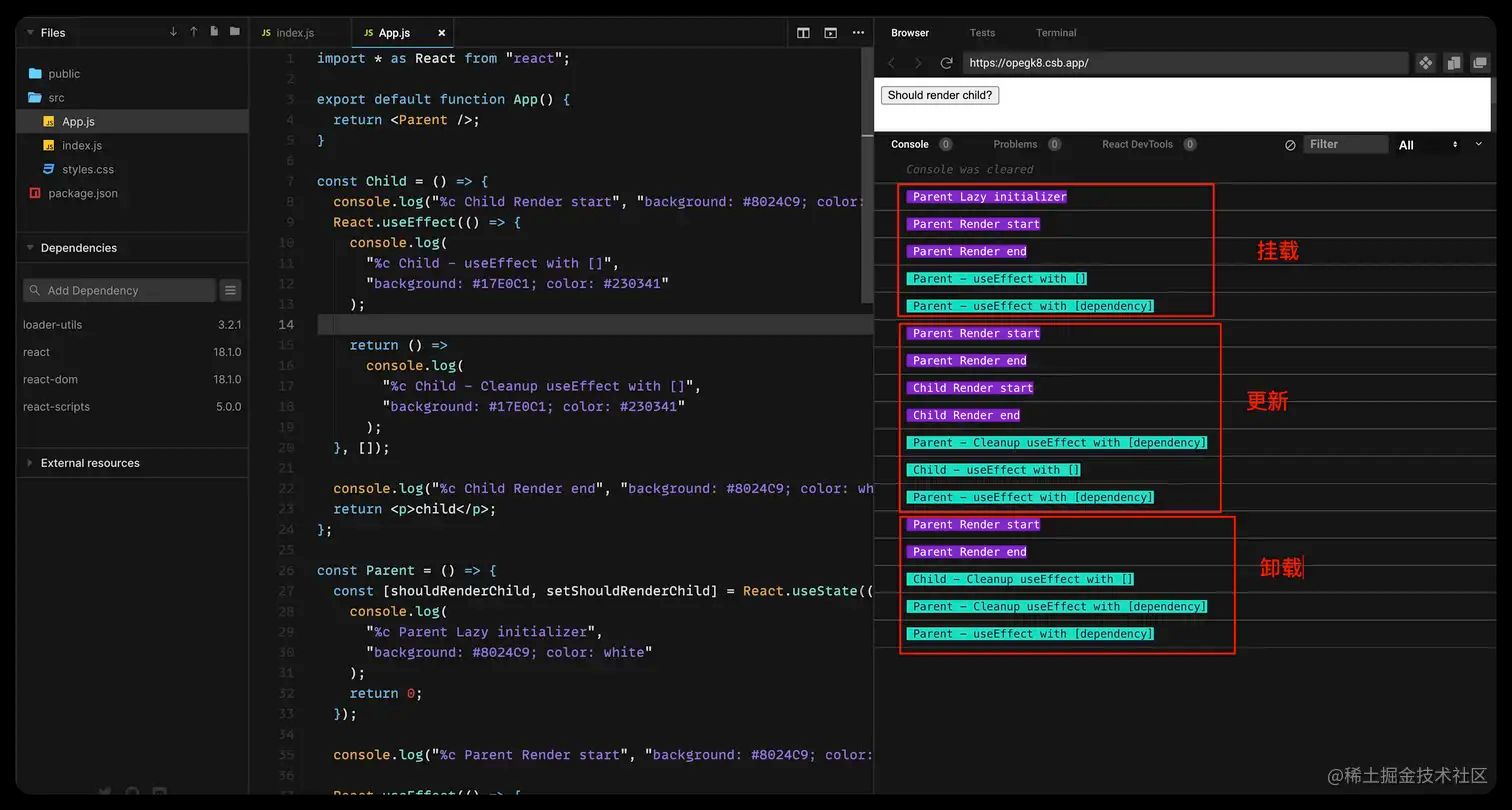 Files
index.js
App.js
Browser
Tests
Terminal
public
src
App.js
index.js
styles.css
package.json
Dependencies
Add Dependency
loader-utils 3.2.1
react 18.1.0
react-dom 18.1.0
react-scripts 5.0.0
External resources
1 import * as React from "react";
2
3 export default function App() {
4 return <Parent />;
5 }
6
7 const Child = () => {
8 console.log("%c Child Render start", "background: #8024C9; color:
9 React.useEffect(() => {
10 console.log(
11 "%c Child - useEffect with []",
12 "background: #17E0C1; color: #230341"
13 );
14
15 return () =>
16 console.log(
17 "%c Child - Cleanup useEffect with []",
18 "background: #17E0C1; color: #230341"
19 );
20 }, []);
21
22 console.log("%c Child Render end", "background: #8024C9; color: wh
23 return <p>child</p>;
24 };
25
26 const Parent = () => {
27 const [shouldRenderChild, setShouldRenderChild] = React.useState((
28 console.log(
29 "%c Parent Lazy initializer",
30 "background: #8024C9; color: white"
31 );
32 return 0;
33 });
34
35 console.log("%c Parent Render start", "background: #8024C9; color:
36
React.useEffect(() => {
https://opegk8.csb.app/
Should render child?
Console 0
Problems 0
React DevTools 0
Filter
All
Console was cleared
Parent Lazy initializer
Parent Render start
Parent Render end
Parent - useEffect with []
Parent - useEffect with [dependency]
挂载
Parent Render start
Parent Render end
Child Render start
Child Render end
Parent - Cleanup useEffect with [dependency]
Child - useEffect with []
Parent - useEffect with [dependency]
更新
Parent Render start
Parent Render end
Child - Cleanup useEffect with []
Parent - Cleanup useEffect with [dependency]
Parent - useEffect with [dependency]
卸载
@稀土掘金技术社区